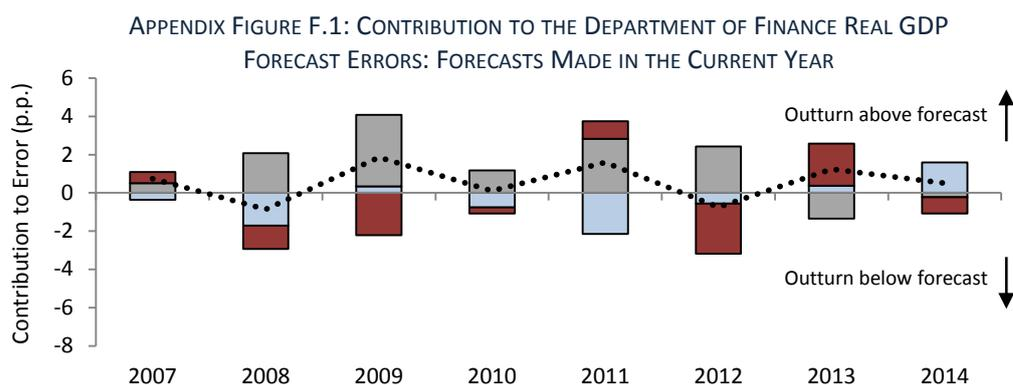 APPENDIX FIGURE F.1: CONTRIBUTION TO THE DEPARTMENT OF FINANCE REAL GDP
FORECAST ERRORS: FORECASTS MADE IN THE CURRENT YEAR
Contribution to Error (p.p.)
6
4
2
0
-2
-4
-6
-8
Outturn above forecast
Outturn below forecast
2007 2008 2009 2010 2011 2012 2013 2014